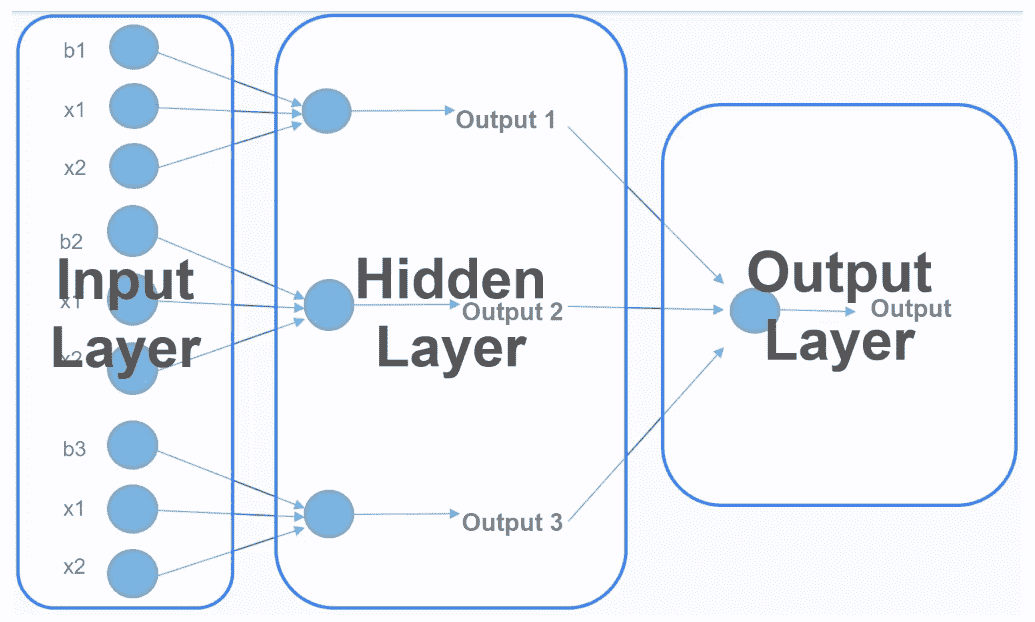 b1
x1
x2
b2
x1
x2
b3
x1
x2
Input
Layer
Output 1
Output 2
Output 3
Hidden
Layer
Output
Layer
Output